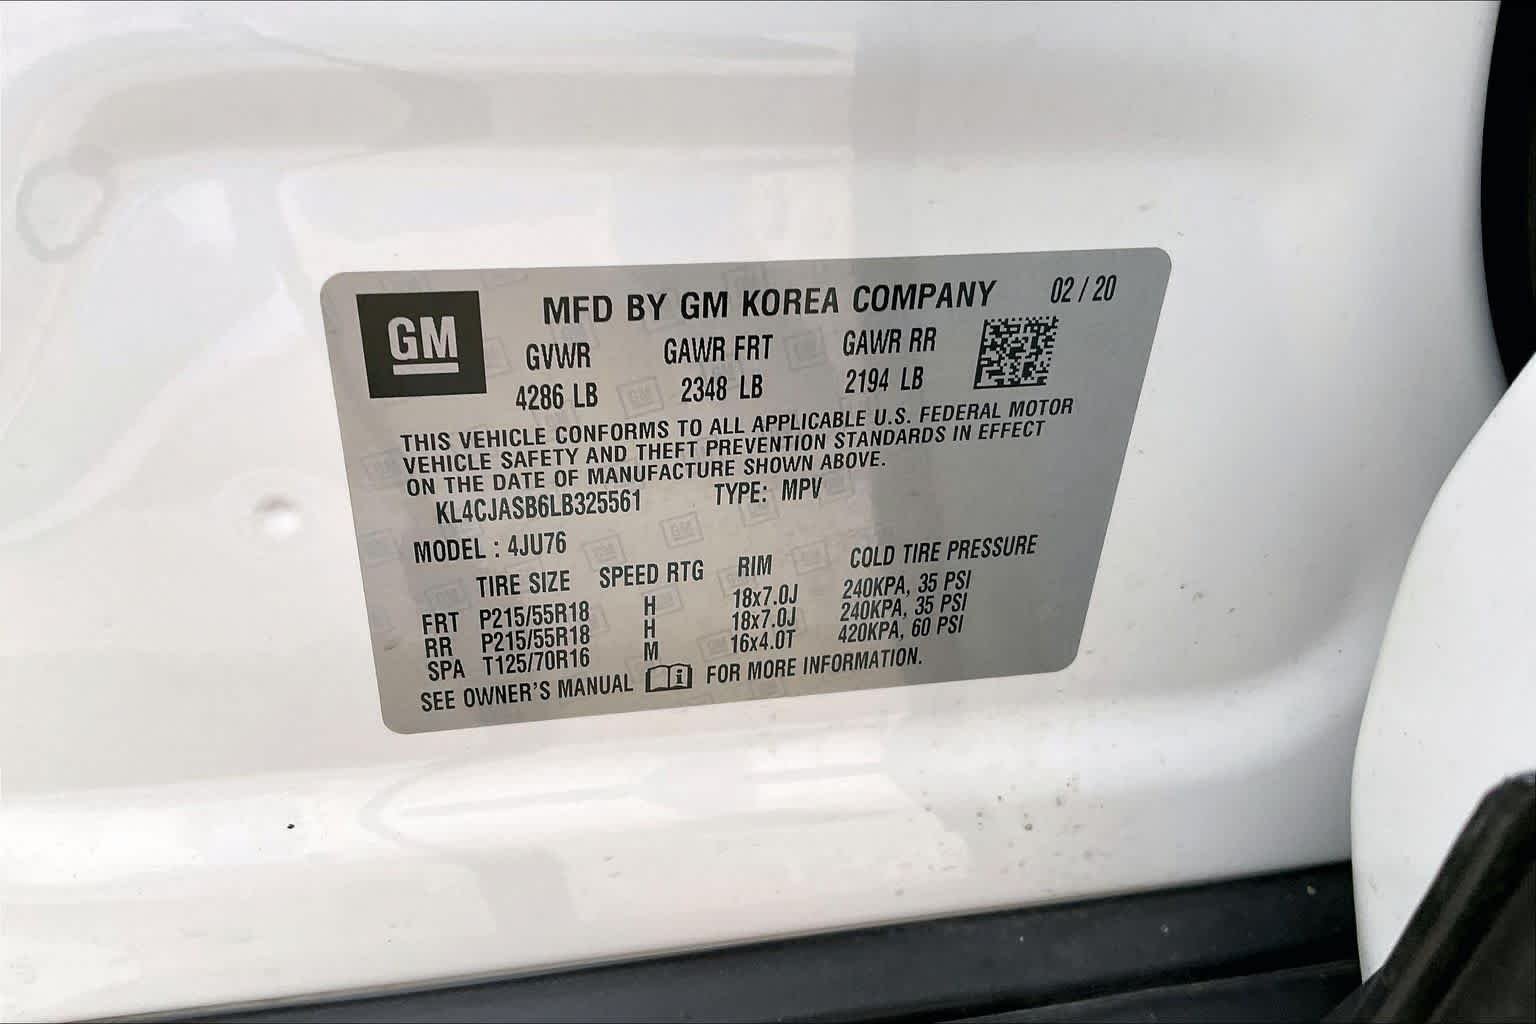 GM
MFD BY GM KOREA COMPANY 02 / 20
GVWR GAWR FRT GAWR RR
4286 LB 2348 LB 2194 LB
THIS VEHICLE CONFORMS TO ALL APPLICABLE U.S. FEDERAL MOTOR
VEHICLE SAFETY AND THEFT PREVENTION STANDARDS IN EFFECT
ON THE DATE OF MANUFACTURE SHOWN ABOVE.
KL4CJASB6LB325561 TYPE: MPV
MODEL : 4JU76
TIRE SIZE SPEED RTG RIM COLD TIRE PRESSURE
FRT P215/55R18 H 18x7.0J 240KPA, 35 PSI
RR P215/55R18 H 18x7.0J 240KPA, 35 PSI
SPA T125/70R16 M 16x4.0T 420KPA, 60 PSI
SEE OWNER'S MANUAL i FOR MORE INFORMATION.